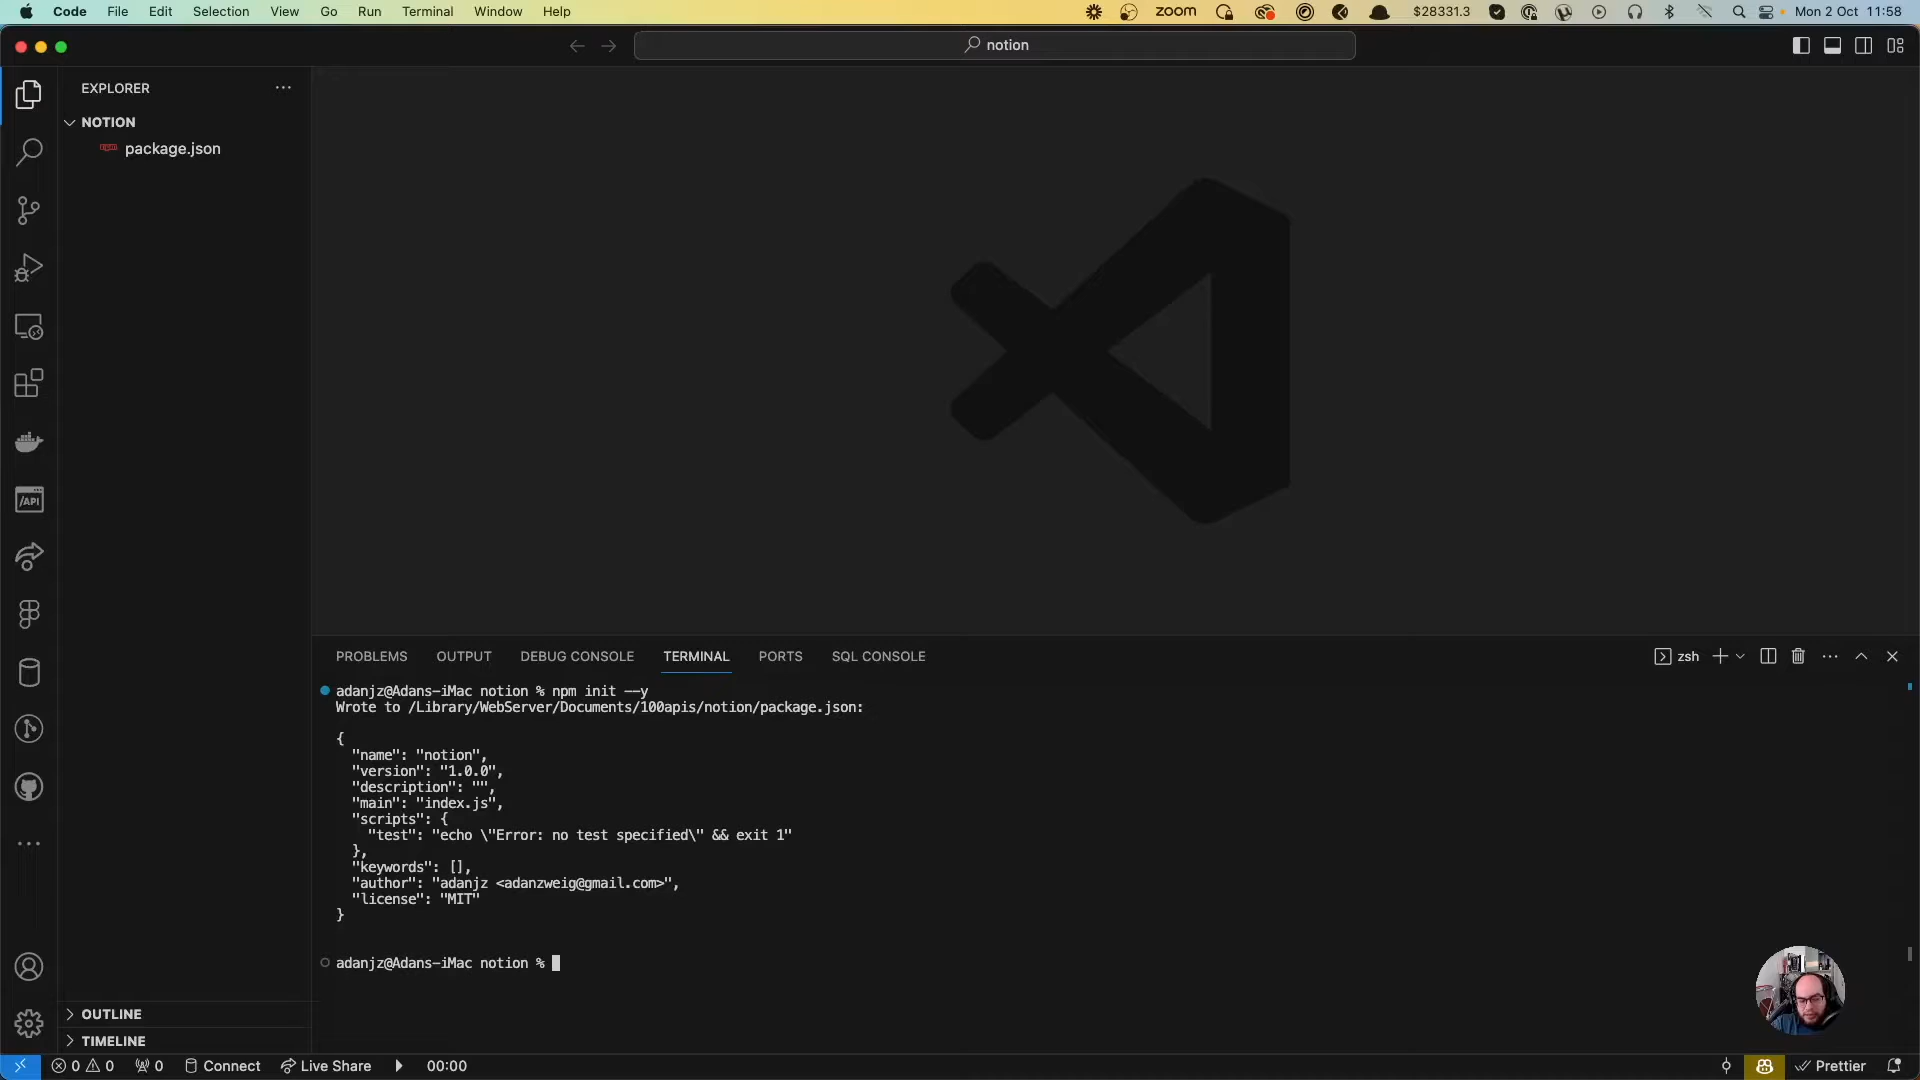 Code File Edit Selection View Go Run Terminal Window Help zoom $28331.3 Mon 2 Oct 11:58
notion
EXPLORER
NOTION
package.json
/API
PROBLEMS OUTPUT DEBUG CONSOLE TERMINAL PORTS SQL CONSOLE zsh
adanjz@Adans-iMac notion % npm init --y
Wrote to /Library/WebServer/Documents/100apis/notion/package.json:
{
"name": "notion",
"version": "1.0.0",
"description": "",
"main": "index.js",
"scripts": {
"test": "echo \"Error: no test specified\" && exit 1"
},
"keywords": [],
"author": "adanjz <adanzweig@gmail.com>",
"license": "MIT"
}
adanjz@Adans-iMac notion %
OUTLINE
TIMELINE
0 0 0 Connect Live Share 00:00 Prettier